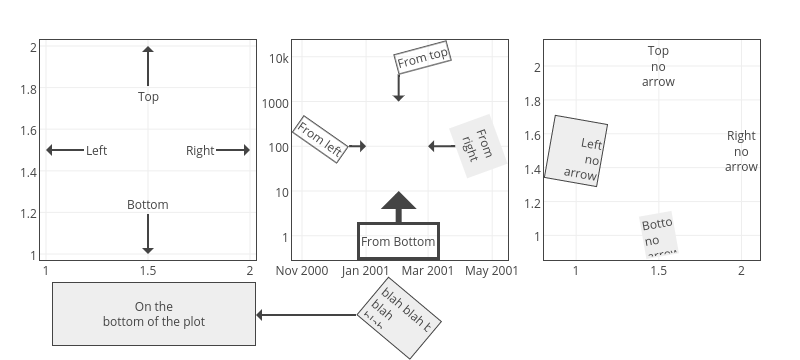 2
1.8
1.6
1.4
1.2
1
1
1.5
2
Top
Left
Right
Bottom
10k
1000
100
10
1
Nov 2000
Jan 2001
Mar 2001
May 2001
From top
From left
From
right
From Bottom
2
1.8
1.6
1.4
1.2
1
1
1.5
2
Top
no
arrow
Left
no
arrow
Right
no
arrow
Botto
no
arrow
On the
bottom of the plot
blah blah b
blah